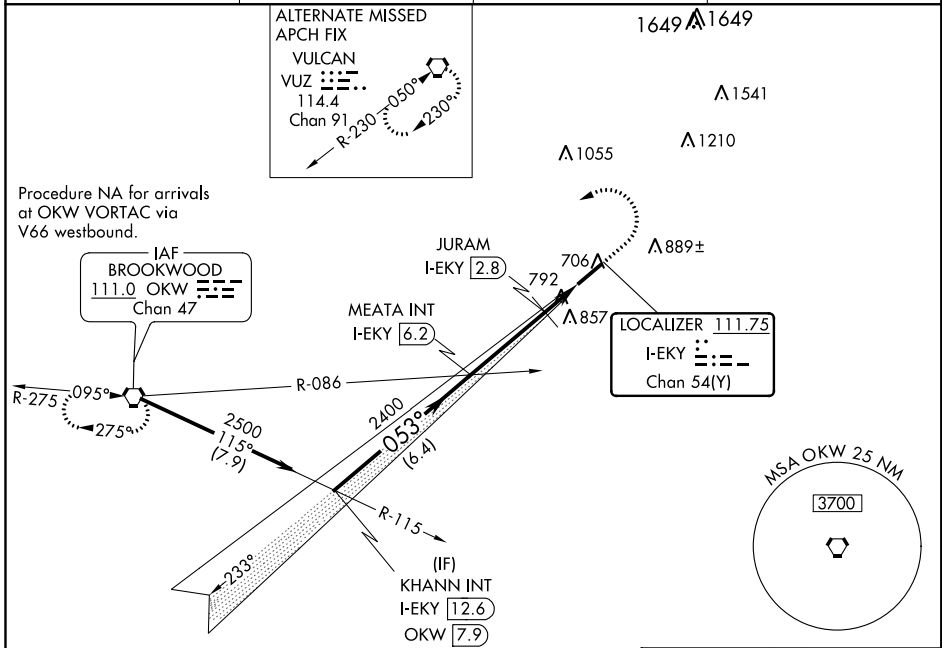 ALTERNATE MISSED
APCH FIX
VULCAN
VUZ
114.4
Chan 91
R-230
050°
230°
1649 1649
1541
1210
1055
Procedure NA for arrivals
at OKW VORTAC via
V66 westbound.
IAF
BROOKWOOD
111.0 OKW
Chan 47
JURAM
I-EKY 2.8
889±
706
792
857
MEATA INT
I-EKY 6.2
LOCALIZER 111.75
I-EKY
Chan 54(Y)
R-275
095°
275°
R-086
2500
115°
(7.9)
2400
053°
(6.4)
R-115
233°
(IF)
KHANN INT
I-EKY 12.6
OKW 7.9
MSA OKW 25 NM
3700